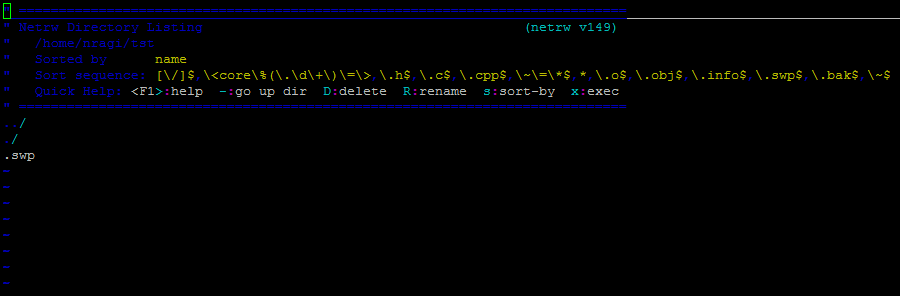 " ============================================================================
" Netrw Directory Listing                                        (netrw v149)
"   /home/nragi/tst
"   Sorted by      name
"   Sort sequence: [\/]$,\<core\%(\.\d\+\)\=\>,\.h$,\.c$,\.cpp$,\~\=\*$,*,\.o$,\.obj$,\.info$,\.swp$,\.bak$,\~$
"   Quick Help: <F1>:help  -:go up dir  D:delete  R:rename  s:sort-by  x:exec
" ============================================================================
../
./
.swp
~
~
~
~
~
~
~
~